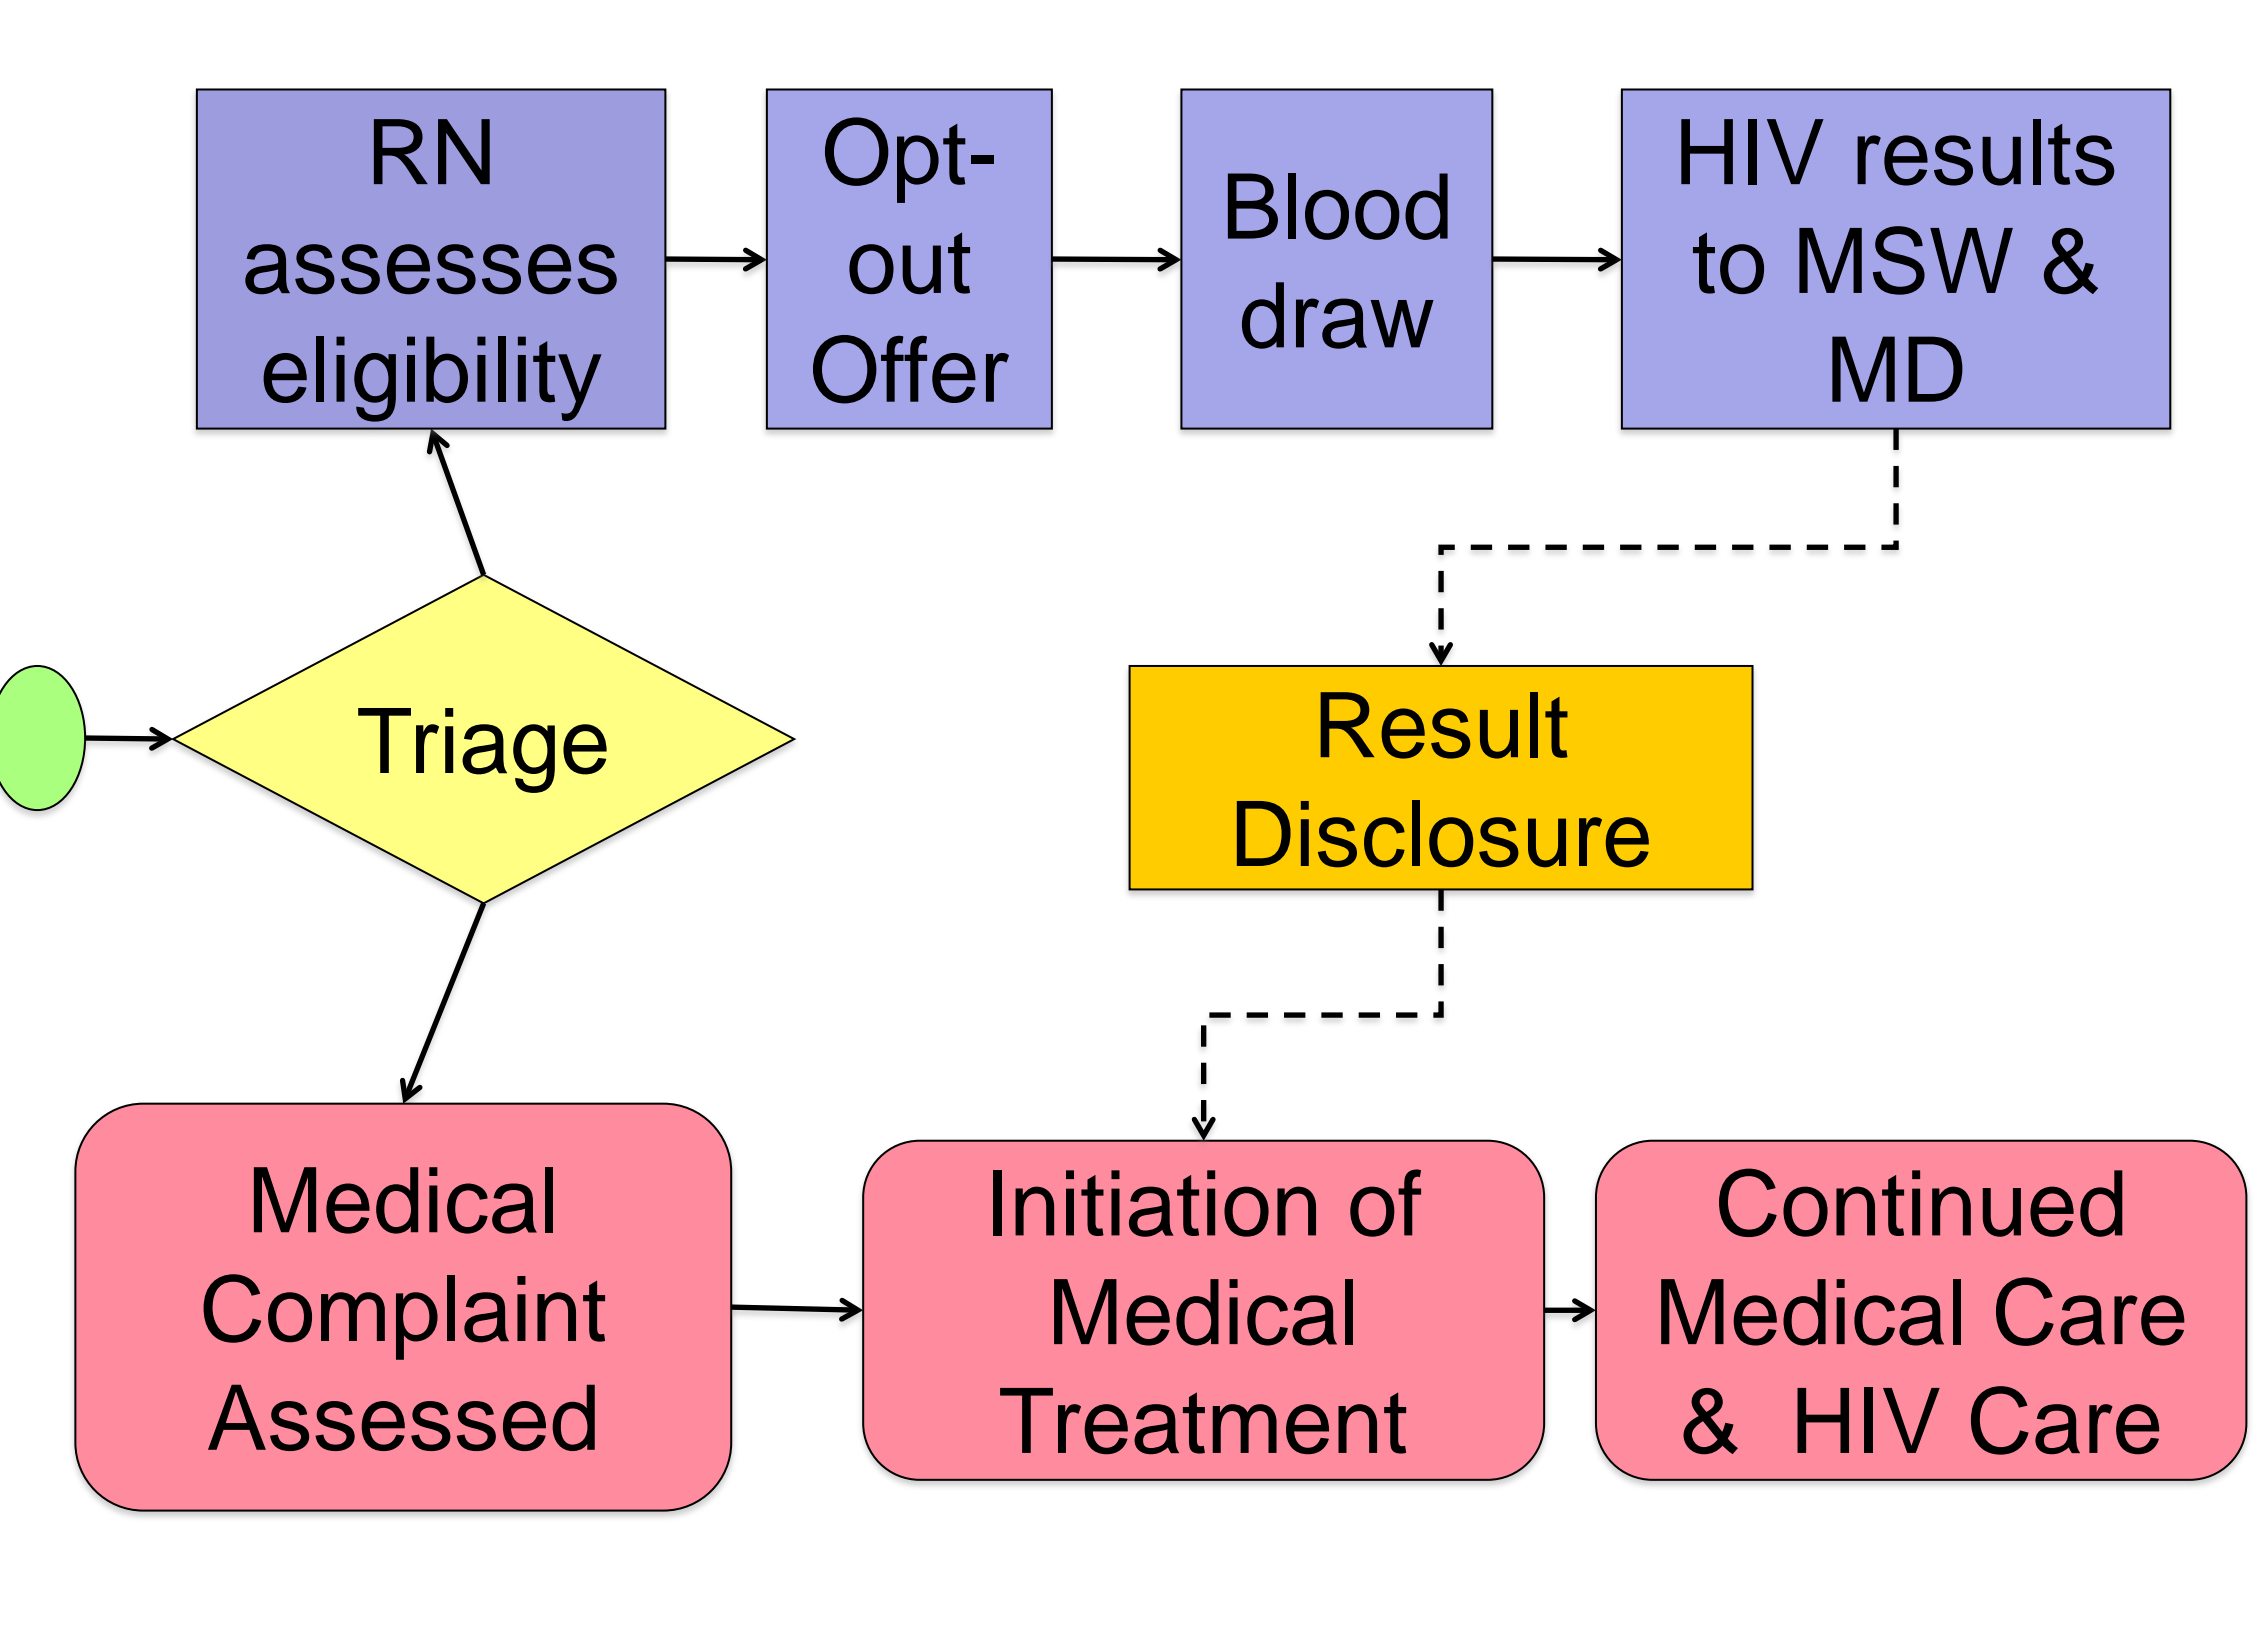 RN
assesses
eligibility
Opt-
out
Offer
Blood
draw
HIV results
to MSW &
MD
Triage
Result
Disclosure
Medical
Complaint
Assessed
Initiation of
Medical
Treatment
Continued
Medical Care
& HIV Care